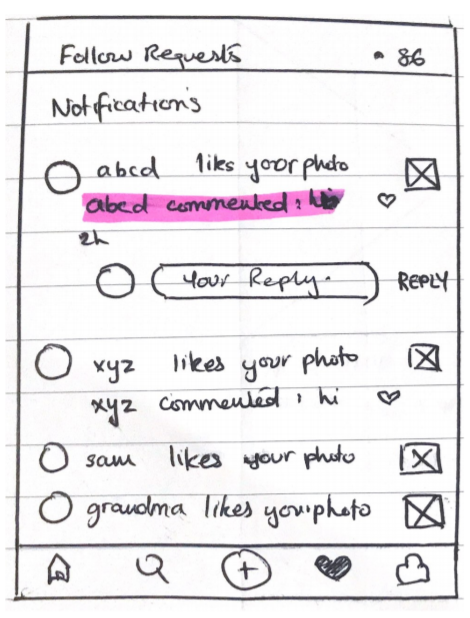 Follow Requests • 86
Notifications
abcd likes your photo
abcd commented : hi
2h
Your Reply. REPLY
xyz likes your photo
xyz commented : hi
sam likes your photo
grandma likes your photo